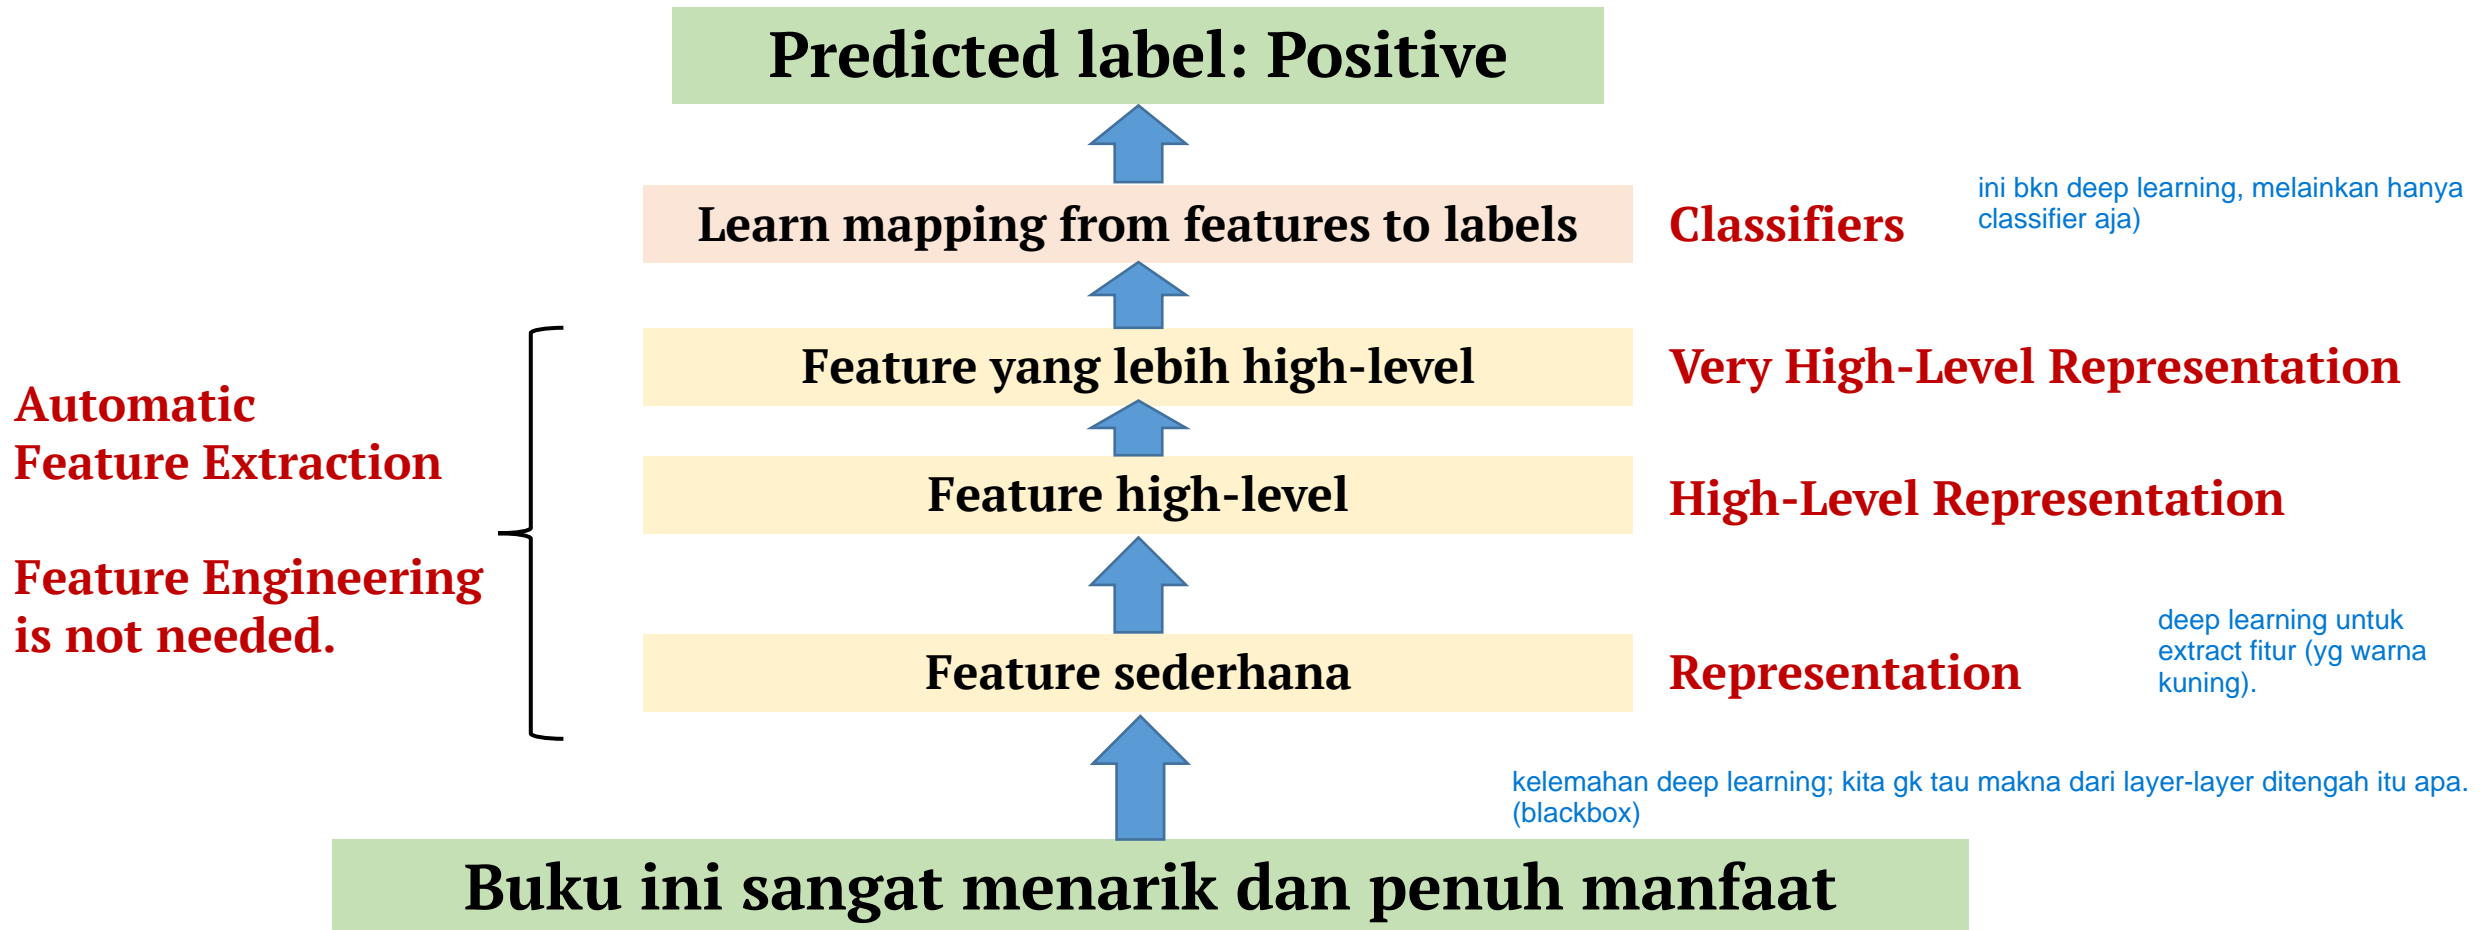 Predicted label: Positive
Learn mapping from features to labels
Classifiers
ini bkn deep learning, melainkan hanya
classifier aja)
Feature yang lebih high-level
Very High-Level Representation
Automatic
Feature Extraction
Feature Engineering
is not needed.
Feature high-level
High-Level Representation
Feature sederhana
Representation
deep learning untuk
extract fitur (yg warna
kuning).
kelemahan deep learning; kita gk tau makna dari layer-layer ditengah itu apa.
(blackbox)
Buku ini sangat menarik dan penuh manfaat